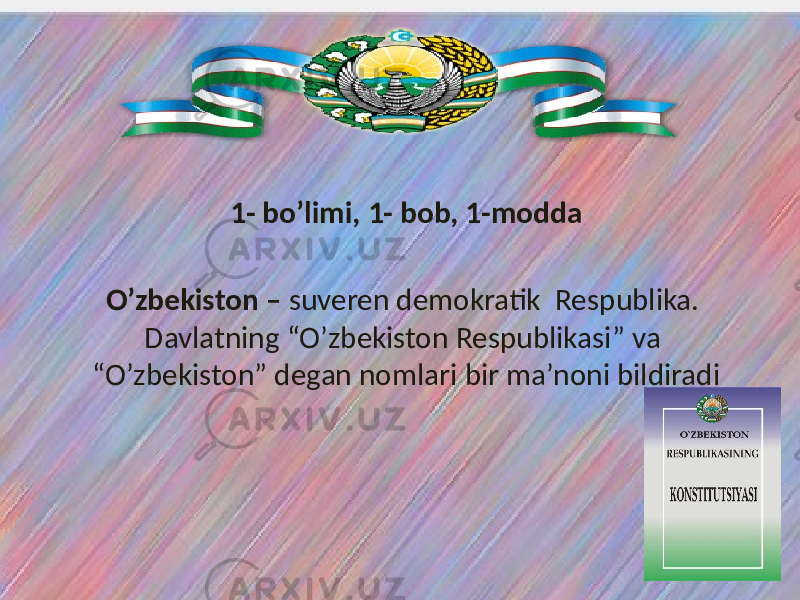 ARXIV.UZ
1- bo’limi, 1- bob, 1-modda
ARXIV.UZ
O’zbekiston – suveren demokratik Respublika.
Davlatning “O’zbekiston Respublikasi” va
“O’zbekiston” degan nomlari bir ma’noni bildiradi
ARXIV.UZ
O`ZBEKISTON
RESPUBLIKASINING
KONSTITUTSIYASI
ARXIV.UZ